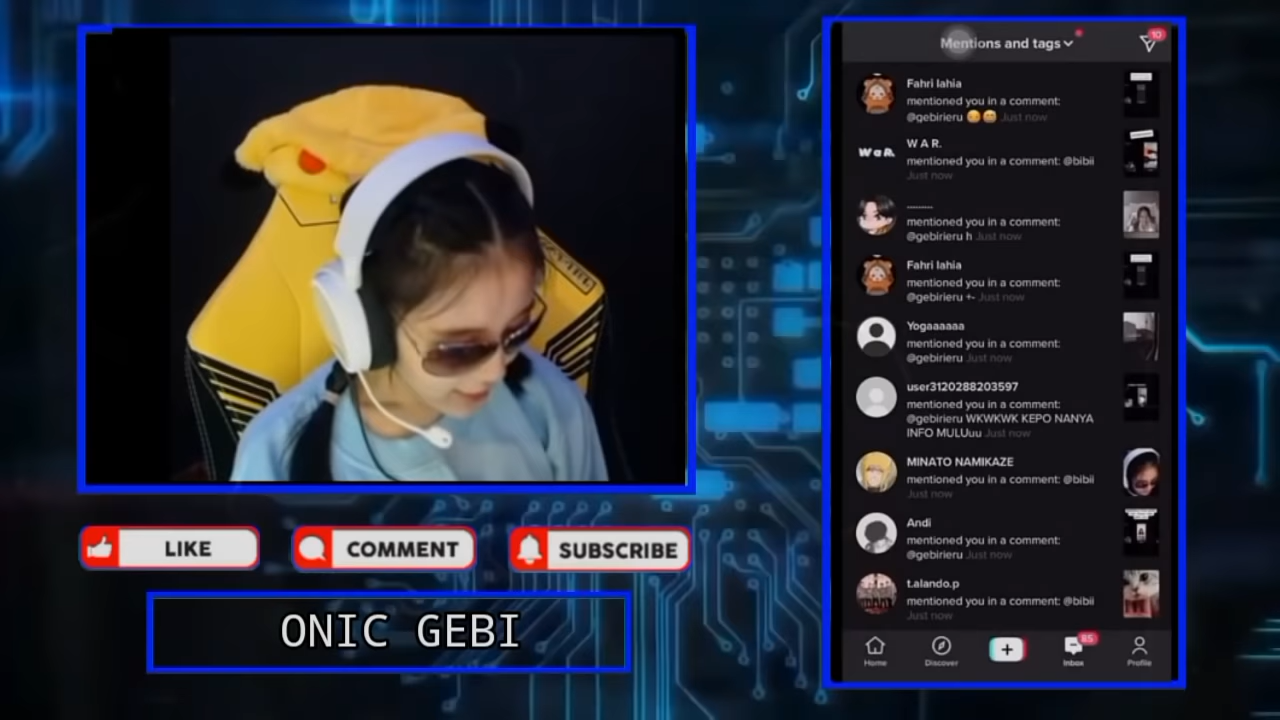 LIKE
COMMENT
SUBSCRIBE
ONIC GEBI
Mentions and tags
10
Fahri lahia
mentioned you in a comment:
@gebirieru 😏😁 Just now
W A R.
mentioned you in a comment: @bibii
Just now
WaR.
..........
mentioned you in a comment:
@gebirieru h Just now
Fahri lahia
mentioned you in a comment:
@gebirieru +- Just now
Yogaaaaaa
mentioned you in a comment:
@gebirieru Just now
user3120288203597
mentioned you in a comment:
@gebirieru WKWKWK KEPO NANYA
INFO MULUuu Just now
MINATO NAMIKAZE
mentioned you in a comment: @bibii
Just now
Andi
mentioned you in a comment:
@gebirieru Just now
t.alando.p
mentioned you in a comment: @bibii
Just now
Home
Discover
85
Inbox
Profile